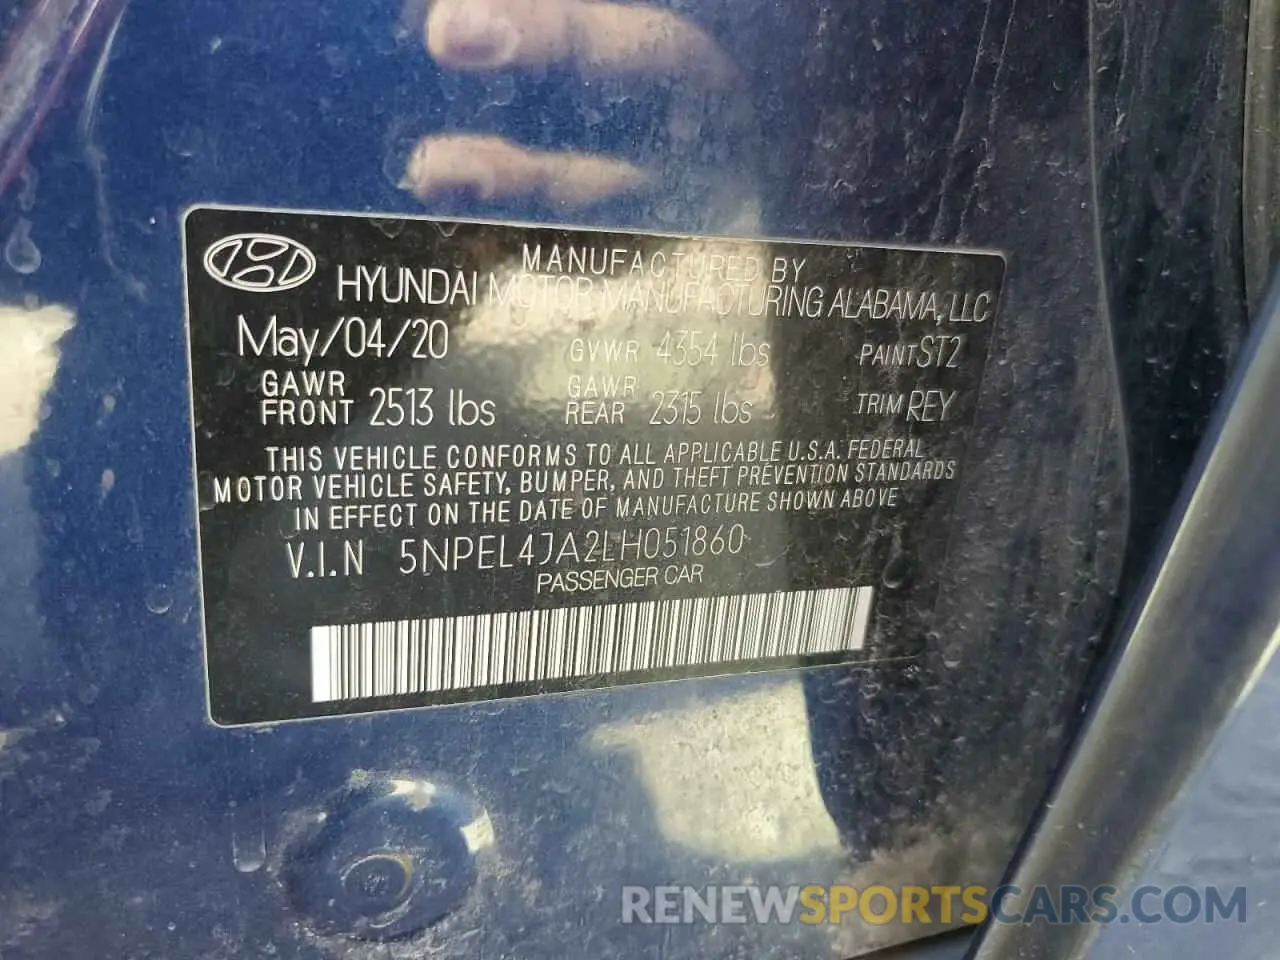 MANUFACTURED BY
HYUNDAI MOTOR MANUFACTURING ALABAMA, LLC
May/04/20 GVWR 4354 lbs PAINT ST2
GAWR FRONT 2513 lbs GAWR REAR 2315 lbs TRIM REY
THIS VEHICLE CONFORMS TO ALL APPLICABLE U.S.A. FEDERAL
MOTOR VEHICLE SAFETY, BUMPER, AND THEFT PREVENTION STANDARDS
IN EFFECT ON THE DATE OF MANUFACTURE SHOWN ABOVE
V.I.N 5NPEL4JA2LH051860
PASSENGER CAR
RENEWSPORTSCARS.COM